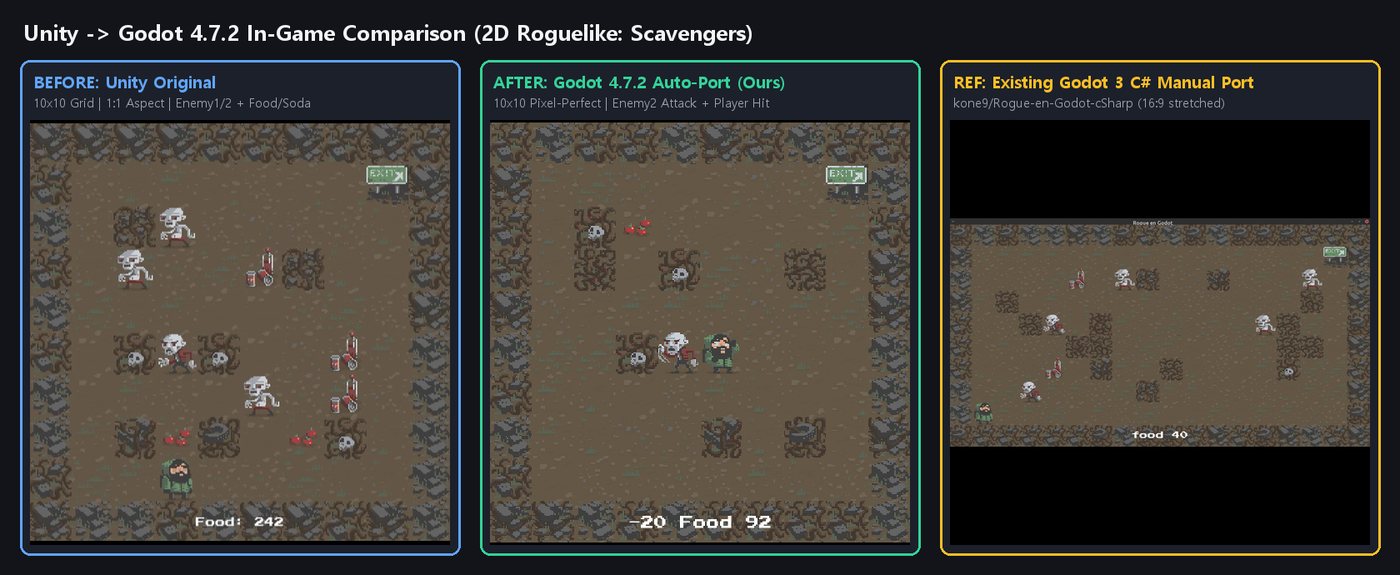 Unity -> Godot 4.7.2 In-Game Comparison (2D Roguelike: Scavengers)
BEFORE: Unity Original
10x10 Grid | 1:1 Aspect | Enemy1/2 + Food/Soda
EXIT
Food: 242
AFTER: Godot 4.7.2 Auto-Port (Ours)
10x10 Pixel-Perfect | Enemy2 Attack + Player Hit
EXIT
-20 Food 92
REF: Existing Godot 3 C# Manual Port
kone9/Rogue-en-Godot-cSharp (16:9 stretched)
Rogue en Godot
EXIT
food 40